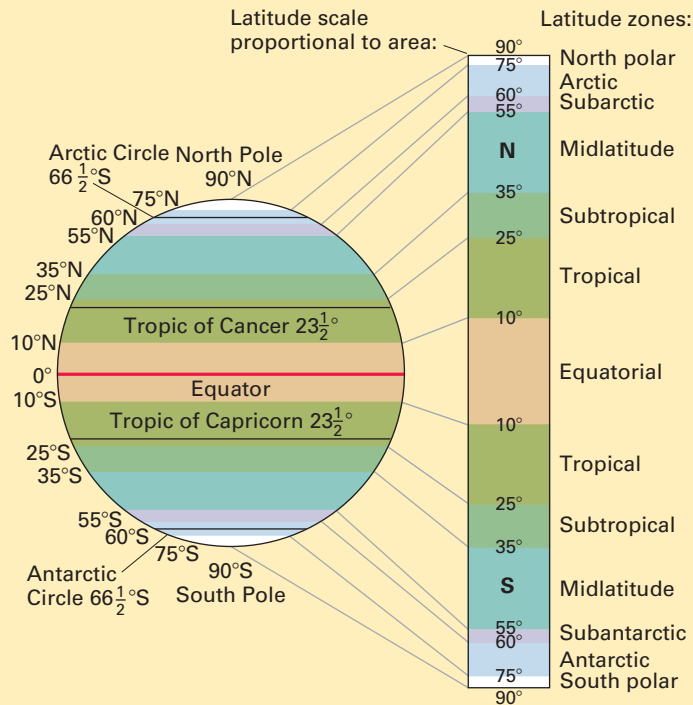 Latitude scale
proportional to area:
Latitude zones:
Arctic Circle
66 1/2°S
North Pole
90°N
75°N
60°N
55°N
35°N
25°N
10°N
0°
10°S
25°S
35°S
55°S
60°S
75°S
90°S
South Pole
Antarctic
Circle 66 1/2°S
Tropic of Cancer 23 1/2°
Equator
Tropic of Capricorn 23 1/2°
90°
75°
60°
55°
N
35°
25°
10°
10°
25°
35°
S
55°
60°
75°
90°
North polar
Arctic
Subarctic
Midlatitude
Subtropical
Tropical
Equatorial
Tropical
Subtropical
Midlatitude
Subantarctic
Antarctic
South polar